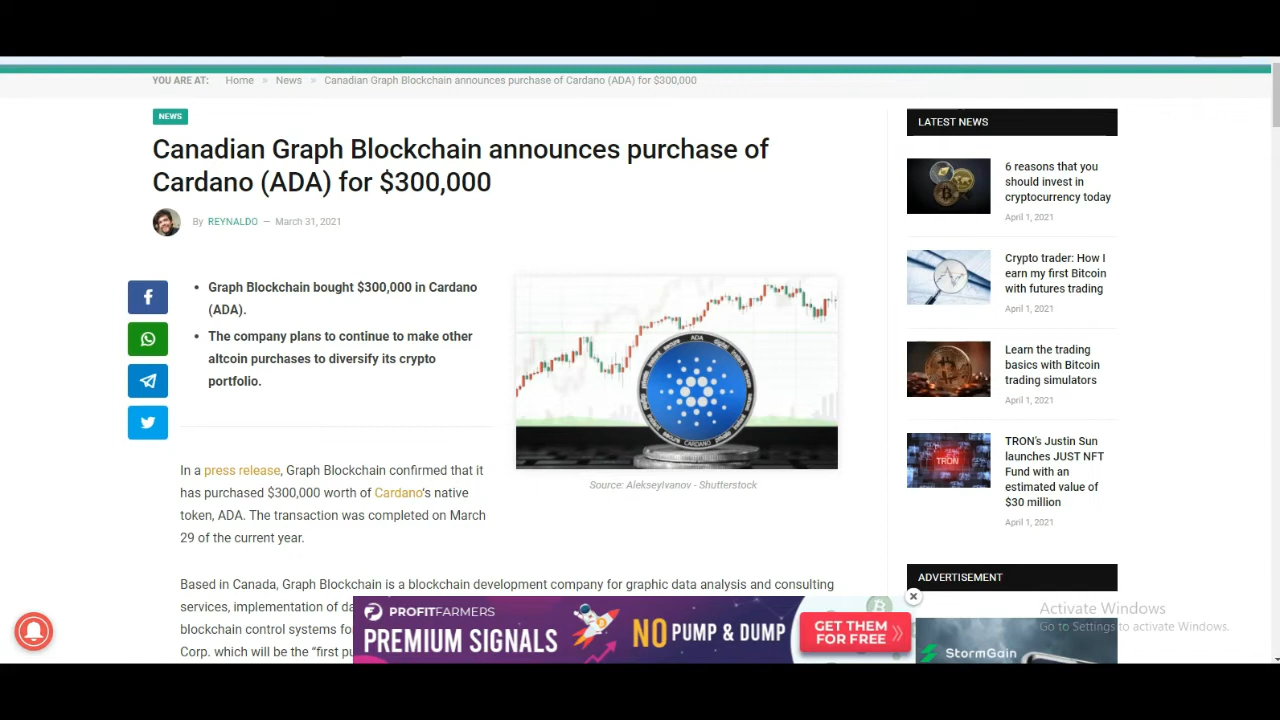 YOU ARE AT: Home » News » Canadian Graph Blockchain announces purchase of Cardano (ADA) for $300,000
NEWS
Canadian Graph Blockchain announces purchase of
Cardano (ADA) for $300,000
By REYNALDO — March 31, 2021
• Graph Blockchain bought $300,000 in Cardano
(ADA).
• The company plans to continue to make other
altcoin purchases to diversify its crypto
portfolio.
ADA
CARDANO
Source: AlekseyIvanov - Shutterstock
In a press release, Graph Blockchain confirmed that it
has purchased $300,000 worth of Cardano's native
token, ADA. The transaction was completed on March
29 of the current year.
Based in Canada, Graph Blockchain is a blockchain development company for graphic data analysis and consulting
services, implementation of
blockchain control systems
Corp. which will be the "first
LATEST NEWS
6 reasons that you
should invest in
cryptocurrency today
April 1, 2021
Crypto trader: How I
earn my first Bitcoin
with futures trading
April 1, 2021
Learn the trading
basics with Bitcoin
trading simulators
April 1, 2021
TRON
TRON's Justin Sun
launches JUST NFT
Fund with an
estimated value of
$30 million
April 1, 2021
ADVERTISEMENT
StormGain
PROFITFARMERS
PREMIUM SIGNALS
NO PUMP & DUMP
GET THEM
FOR FREE
Activate Windows
Go to Settings to activate Windows.